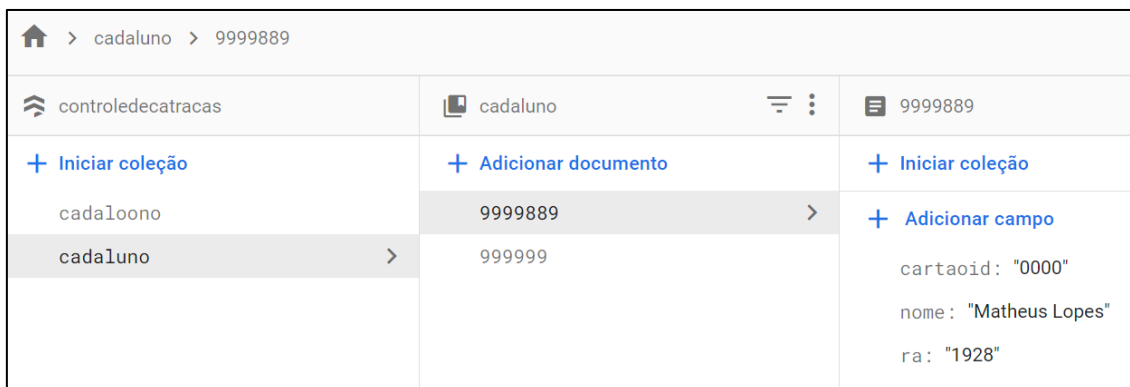 > cadaluno > 9999889
controledecatracas
cadaluno
9999889
+ Iniciar coleção
+ Adicionar documento
+ Iniciar coleção
cadaloono
9999889 >
+ Adicionar campo
cadaluno >
999999
cartaoid: "0000"
nome: "Matheus Lopes"
ra: "1928"